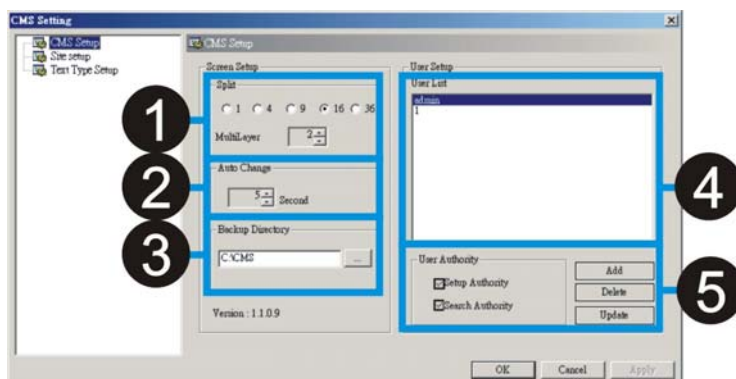 CMS Setting
CMS Setup
Site setup
Text Type Setup
CMS Setup
Screen Setup
Split
1 4 9 16 36
MultiLayer 2
Auto Change
5 Second
Backup Directory
C:\CMS ...
Version : 1.1.0.9
User Setup
User List
admin
1
User Authority
Setup Authority
Search Authority
Add
Delete
Update
OK Cancel Apply
1
2
3
4
5